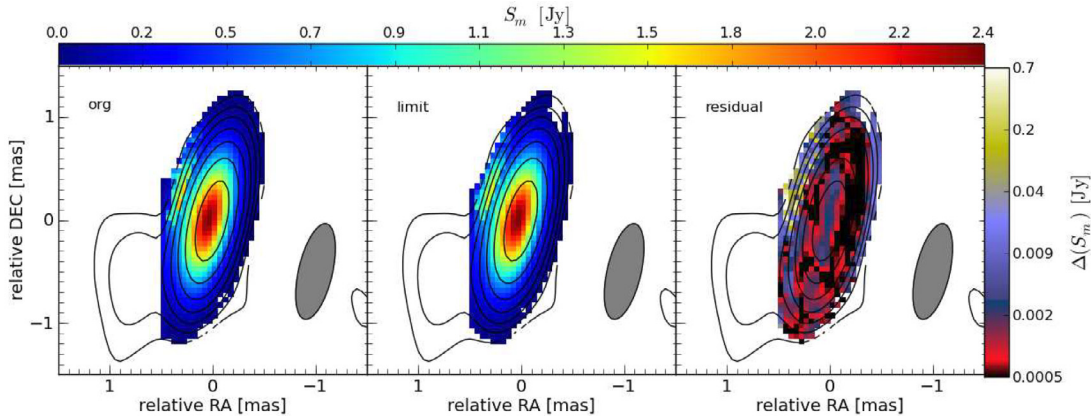 S_m [Jy]
0.0 0.2 0.5 0.7 0.9 1.1 1.3 1.5 1.8 2.0 2.2 2.4
org limit residual
relative DEC [mas]
1
0
−1
0.7
0.2
0.04
0.009
0.002
0.0005
Δ(S_m) [Jy]
1 0 −1 1 0 −1 1 0 −1
relative RA [mas] relative RA [mas] relative RA [mas]